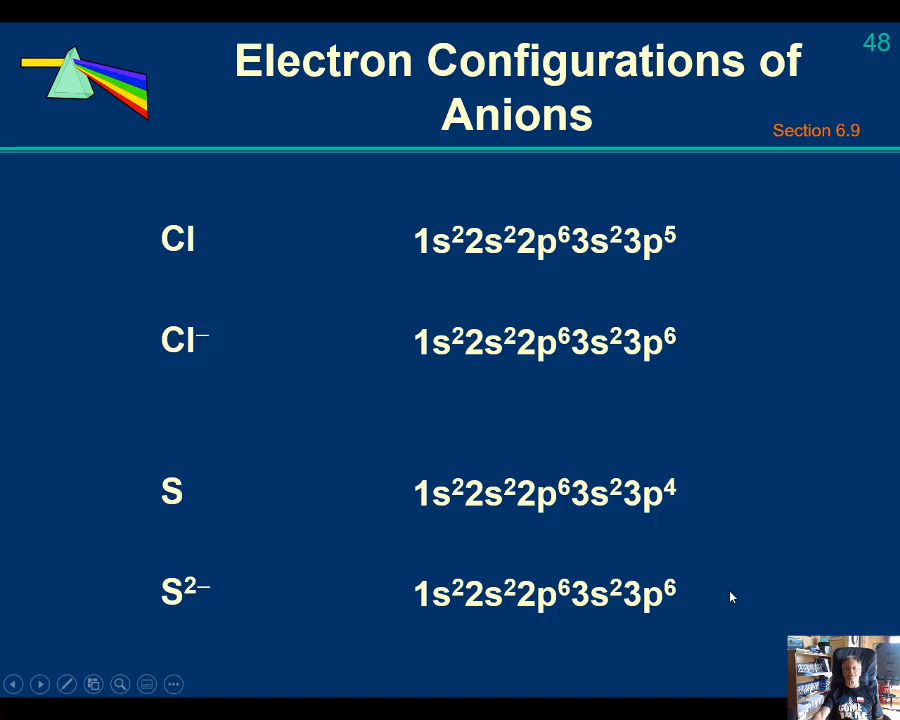 48
Electron Configurations of
Anions
Section 6.9
Cl 1s²2s²2p⁶3s²3p⁵
Cl⁻ 1s²2s²2p⁶3s²3p⁶
S 1s²2s²2p⁶3s²3p⁴
S²⁻ 1s²2s²2p⁶3s²3p⁶